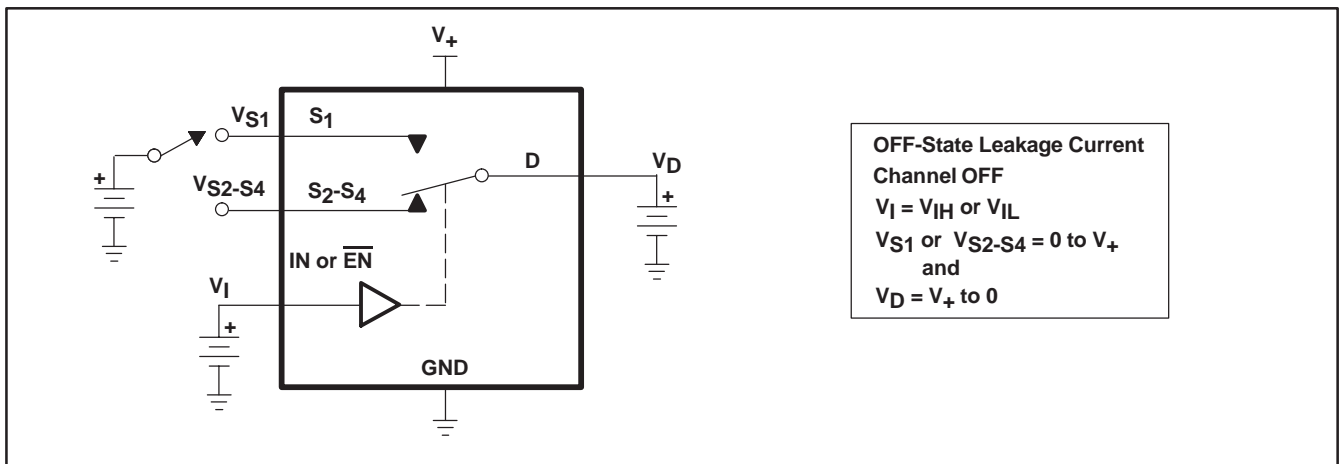 V+
VS1
S1
D
VD
+
VS2-S4
S2-S4
+
IN or EN
VI
+
GND
OFF-State Leakage Current
Channel OFF
VI = VIH or VIL
VS1 or VS2-S4 = 0 to V+
and
VD = V+ to 0